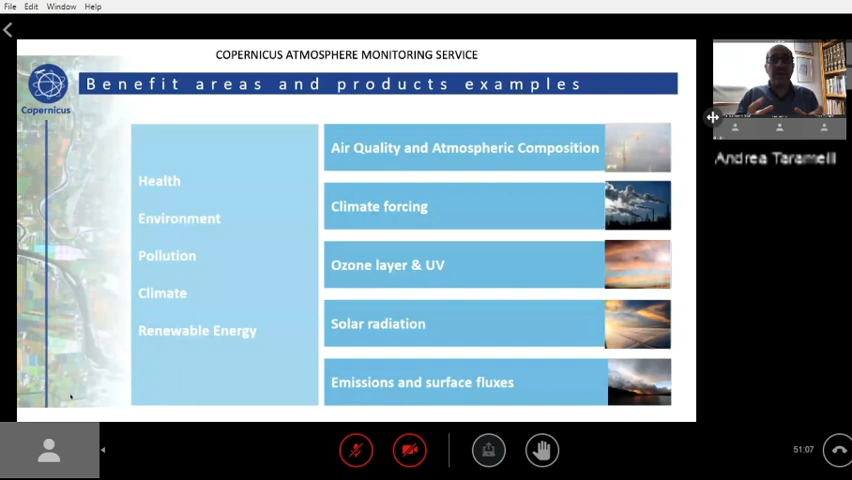 File Edit Window Help
COPERNICUS ATMOSPHERE MONITORING SERVICE
Benefit areas and products examples
Copernicus
Health
Environment
Pollution
Climate
Renewable Energy
Air Quality and Atmospheric Composition
Climate forcing
Ozone layer & UV
Solar radiation
Emissions and surface fluxes
Andrea Taramelli
51:07